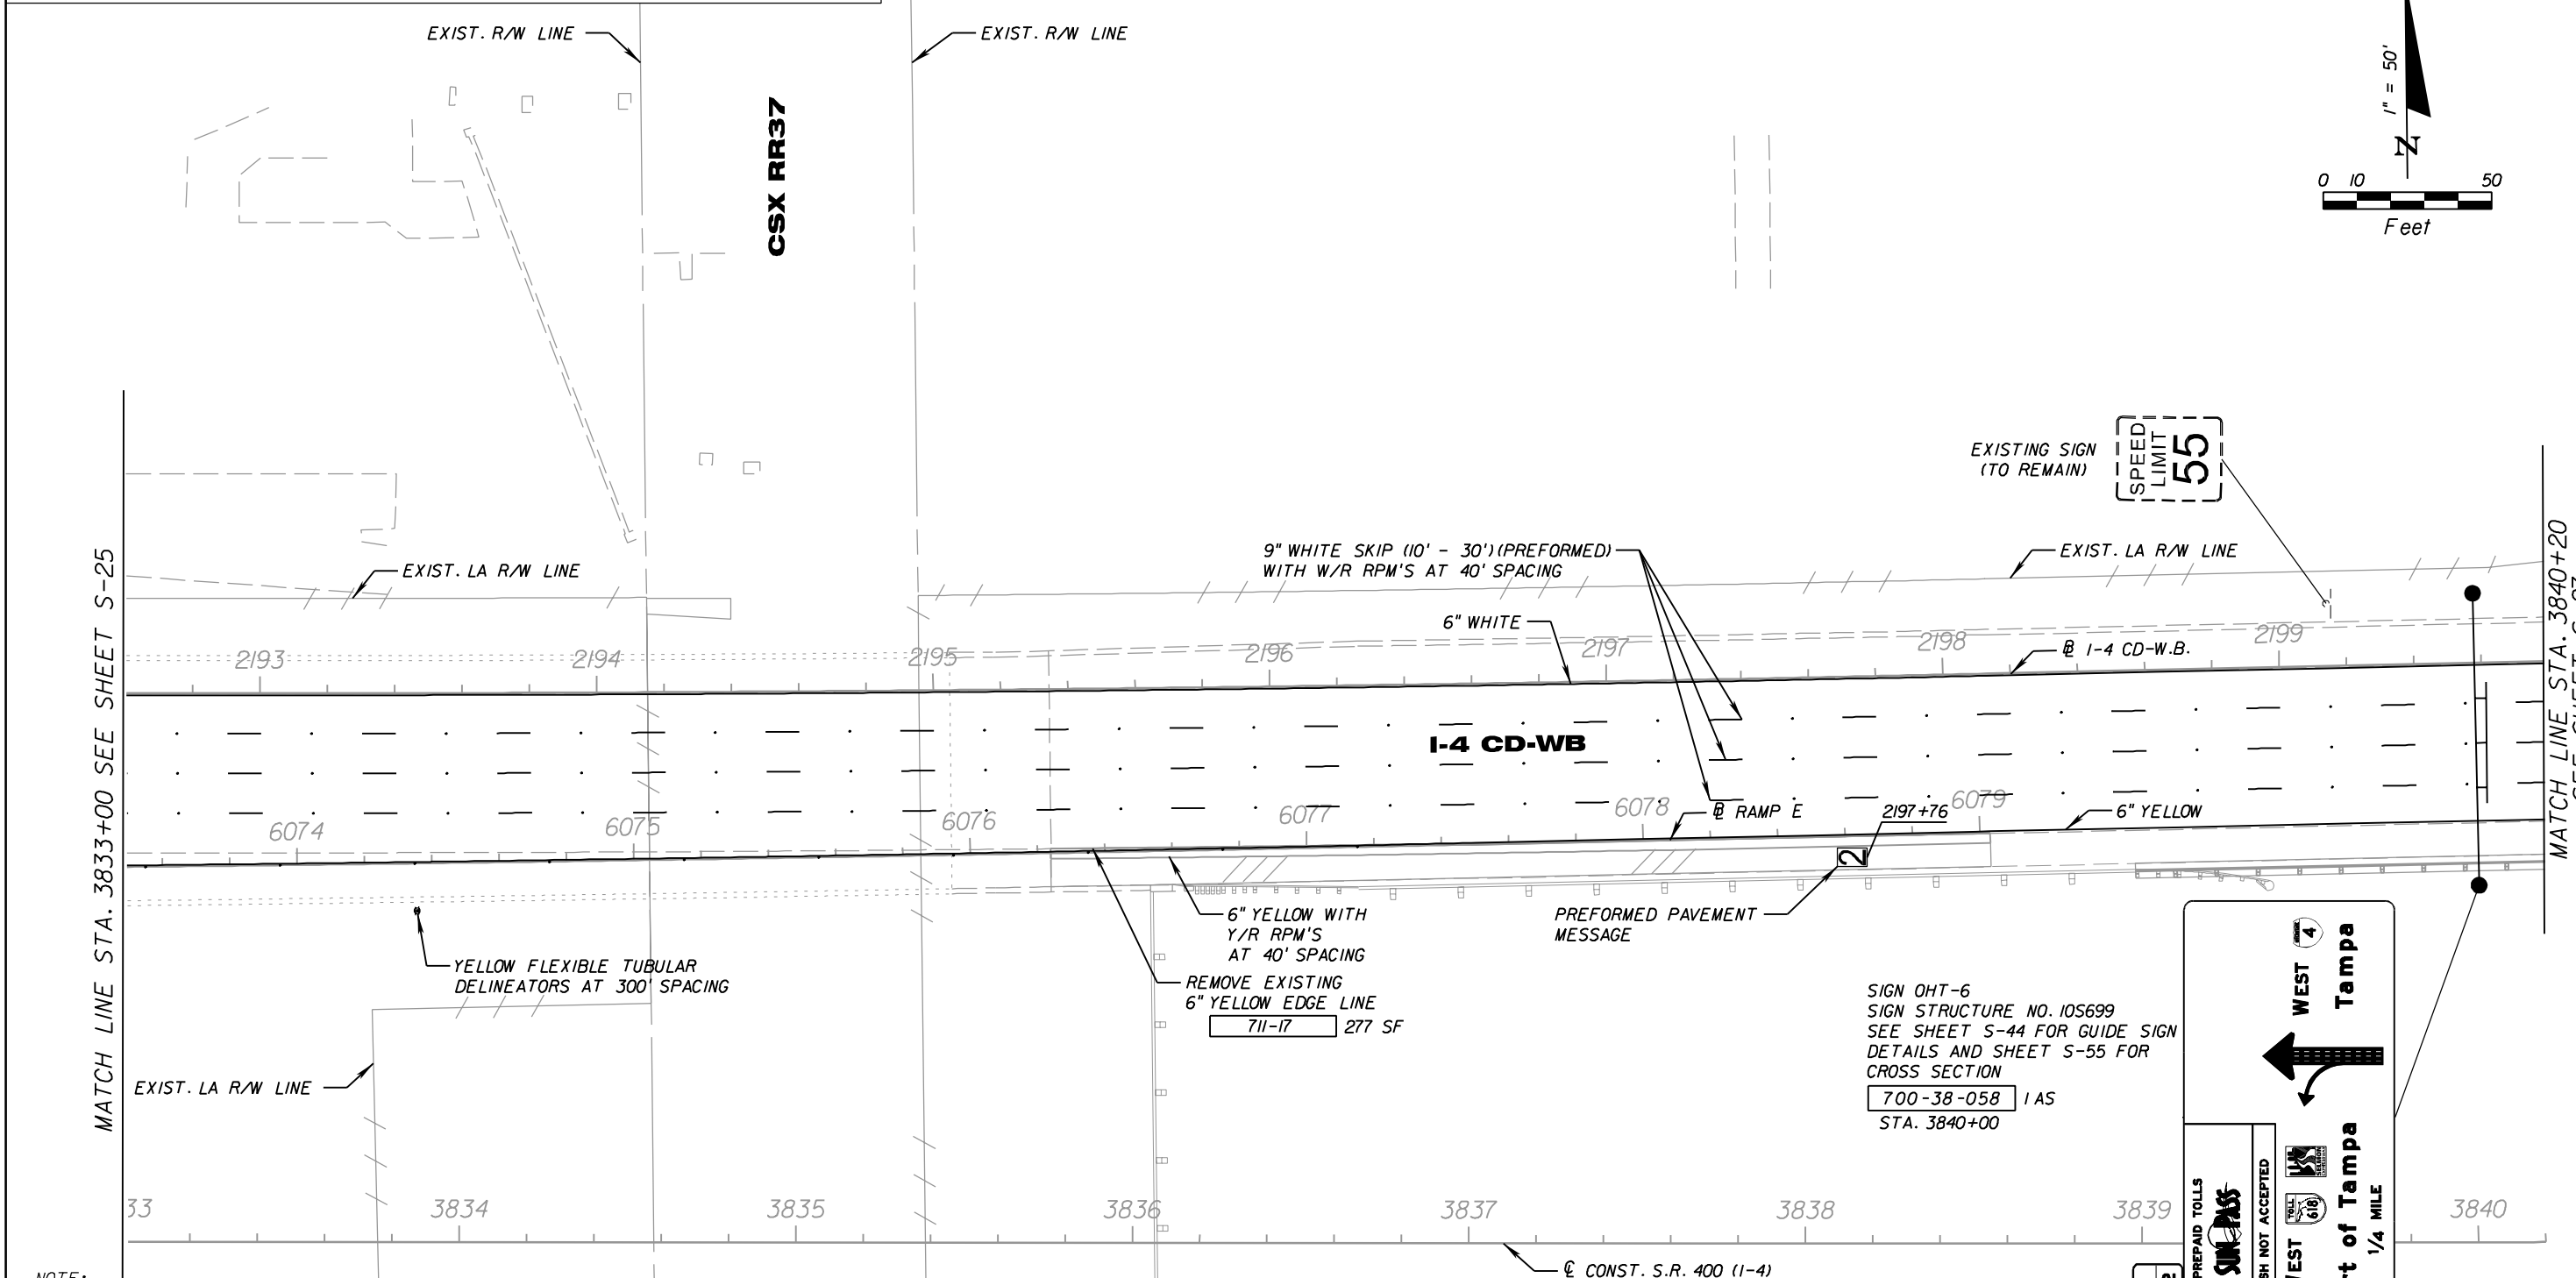 EXIST. R/W LINE
EXIST. R/W LINE
CSX RR37
1" = 50'
N
0 10 50
Feet
EXISTING SIGN
(TO REMAIN)
SPEED
LIMIT
55
MATCH LINE STA. 3833+00 SEE SHEET S-25
MATCH LINE STA. 3840+20
EXIST. LA R/W LINE
9" WHITE SKIP (10' - 30')(PREFORMED)
WITH W/R RPM'S AT 40' SPACING
EXIST. LA R/W LINE
6" WHITE
2193 2194 2195 2196 2197 2198 2199
I-4 CD-W.B.
I-4 CD-WB
6074 6075 6076 6077 6078 6079
RAMP E
2197+76
6" YELLOW
2
6" YELLOW WITH
Y/R RPM'S
AT 40' SPACING
PREFORMED PAVEMENT
MESSAGE
YELLOW FLEXIBLE TUBULAR
DELINEATORS AT 300' SPACING
REMOVE EXISTING
6" YELLOW EDGE LINE
711-17 277 SF
SIGN OHT-6
SIGN STRUCTURE NO. 10S699
SEE SHEET S-44 FOR GUIDE SIGN
DETAILS AND SHEET S-55 FOR
CROSS SECTION
700-38-058 1 AS
STA. 3840+00
EXIST. LA R/W LINE
WEST 4
Tampa
PREPAID TOLLS
SUNPASS
NOT ACCEPTED
TOLL
618
SELMON
of Tampa
1/4 MILE
33 3834 3835 3836 3837 3838 3839 3840
℄ CONST. S.R. 400 (I-4)
NOTE: